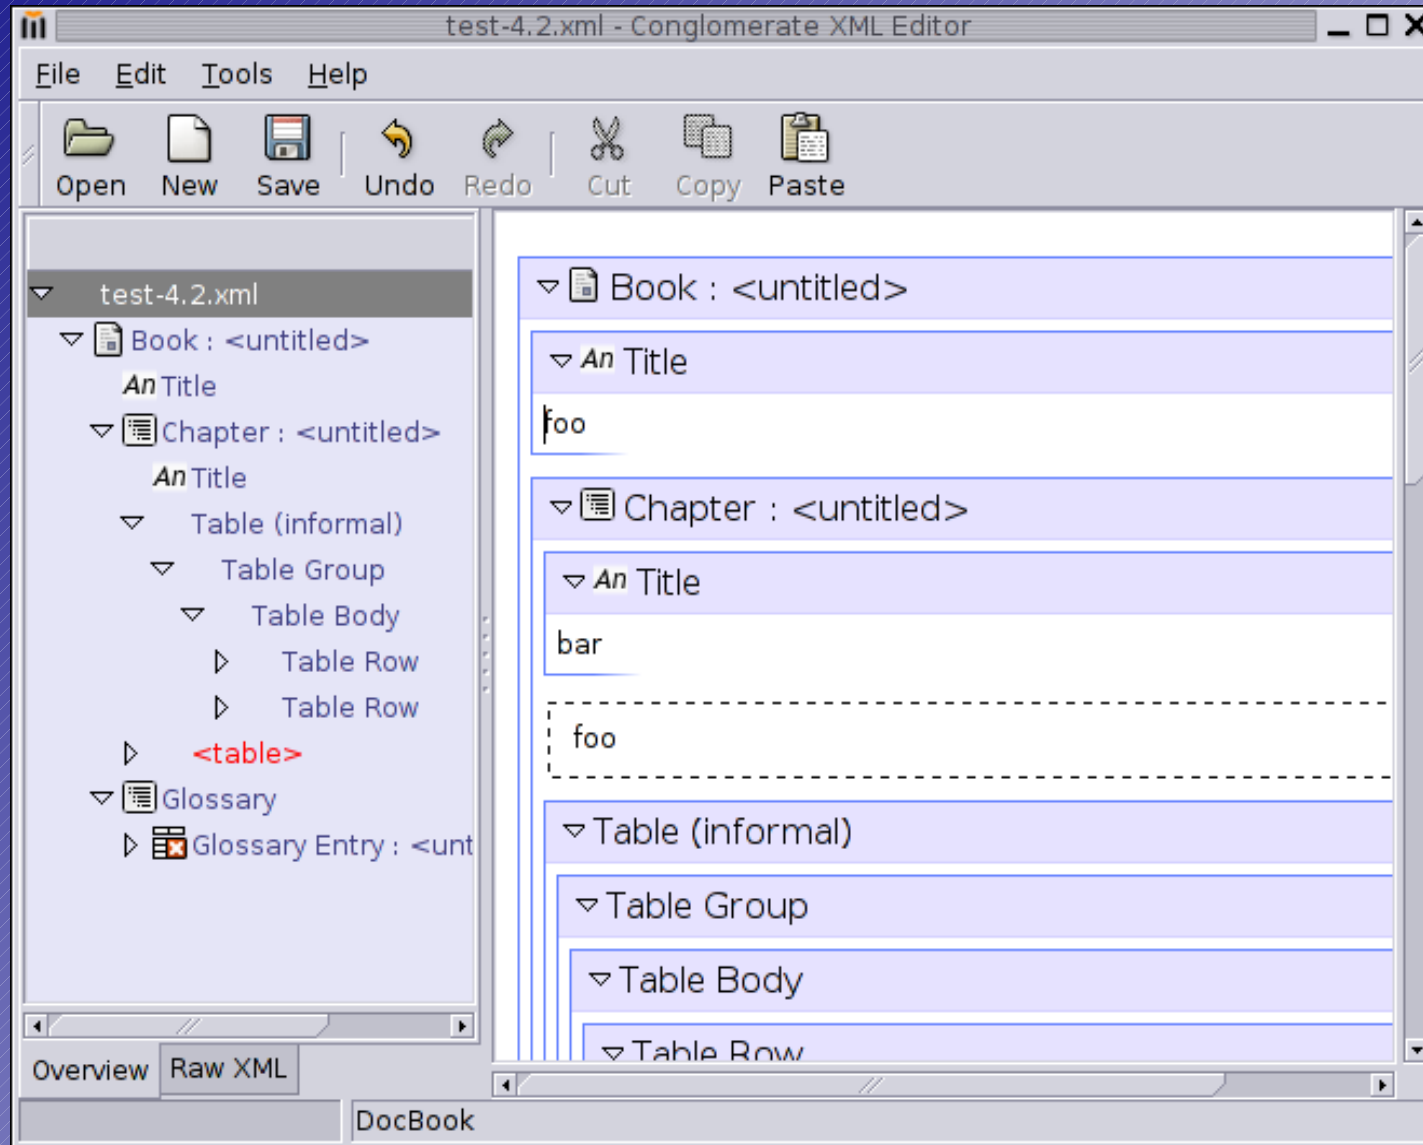 test-4.2.xml - Conglomerate XML Editor
File Edit Tools Help
Open New Save Undo Redo Cut Copy Paste
test-4.2.xml
Book : <untitled>
An Title
Chapter : <untitled>
An Title
Table (informal)
Table Group
Table Body
Table Row
Table Row
<table>
Glossary
Glossary Entry : <unt
Overview Raw XML
Book : <untitled>
An Title
foo
Chapter : <untitled>
An Title
bar
foo
Table (informal)
Table Group
Table Body
Table Row
DocBook